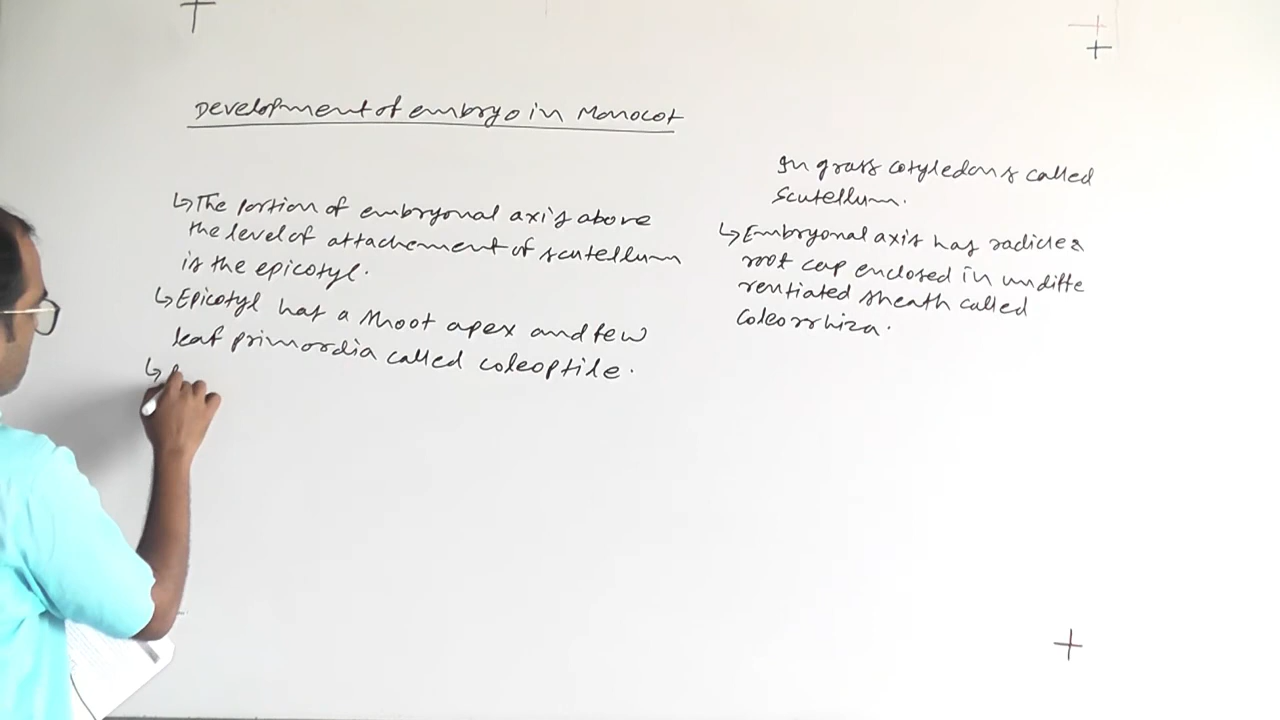 Development of embryo in Monocot
↳ The portion of embryonal axis above
the level of attachement of scutellum
is the epicotyl.
↳ Epicotyl has a shoot apex and few
leaf primordia called coleoptile.
↳
In grass cotyledons called
scutellum.
↳ Embryonal axis has radicle &
root cap enclosed in undiffe
rentiated sheath called
coleorrhiza.